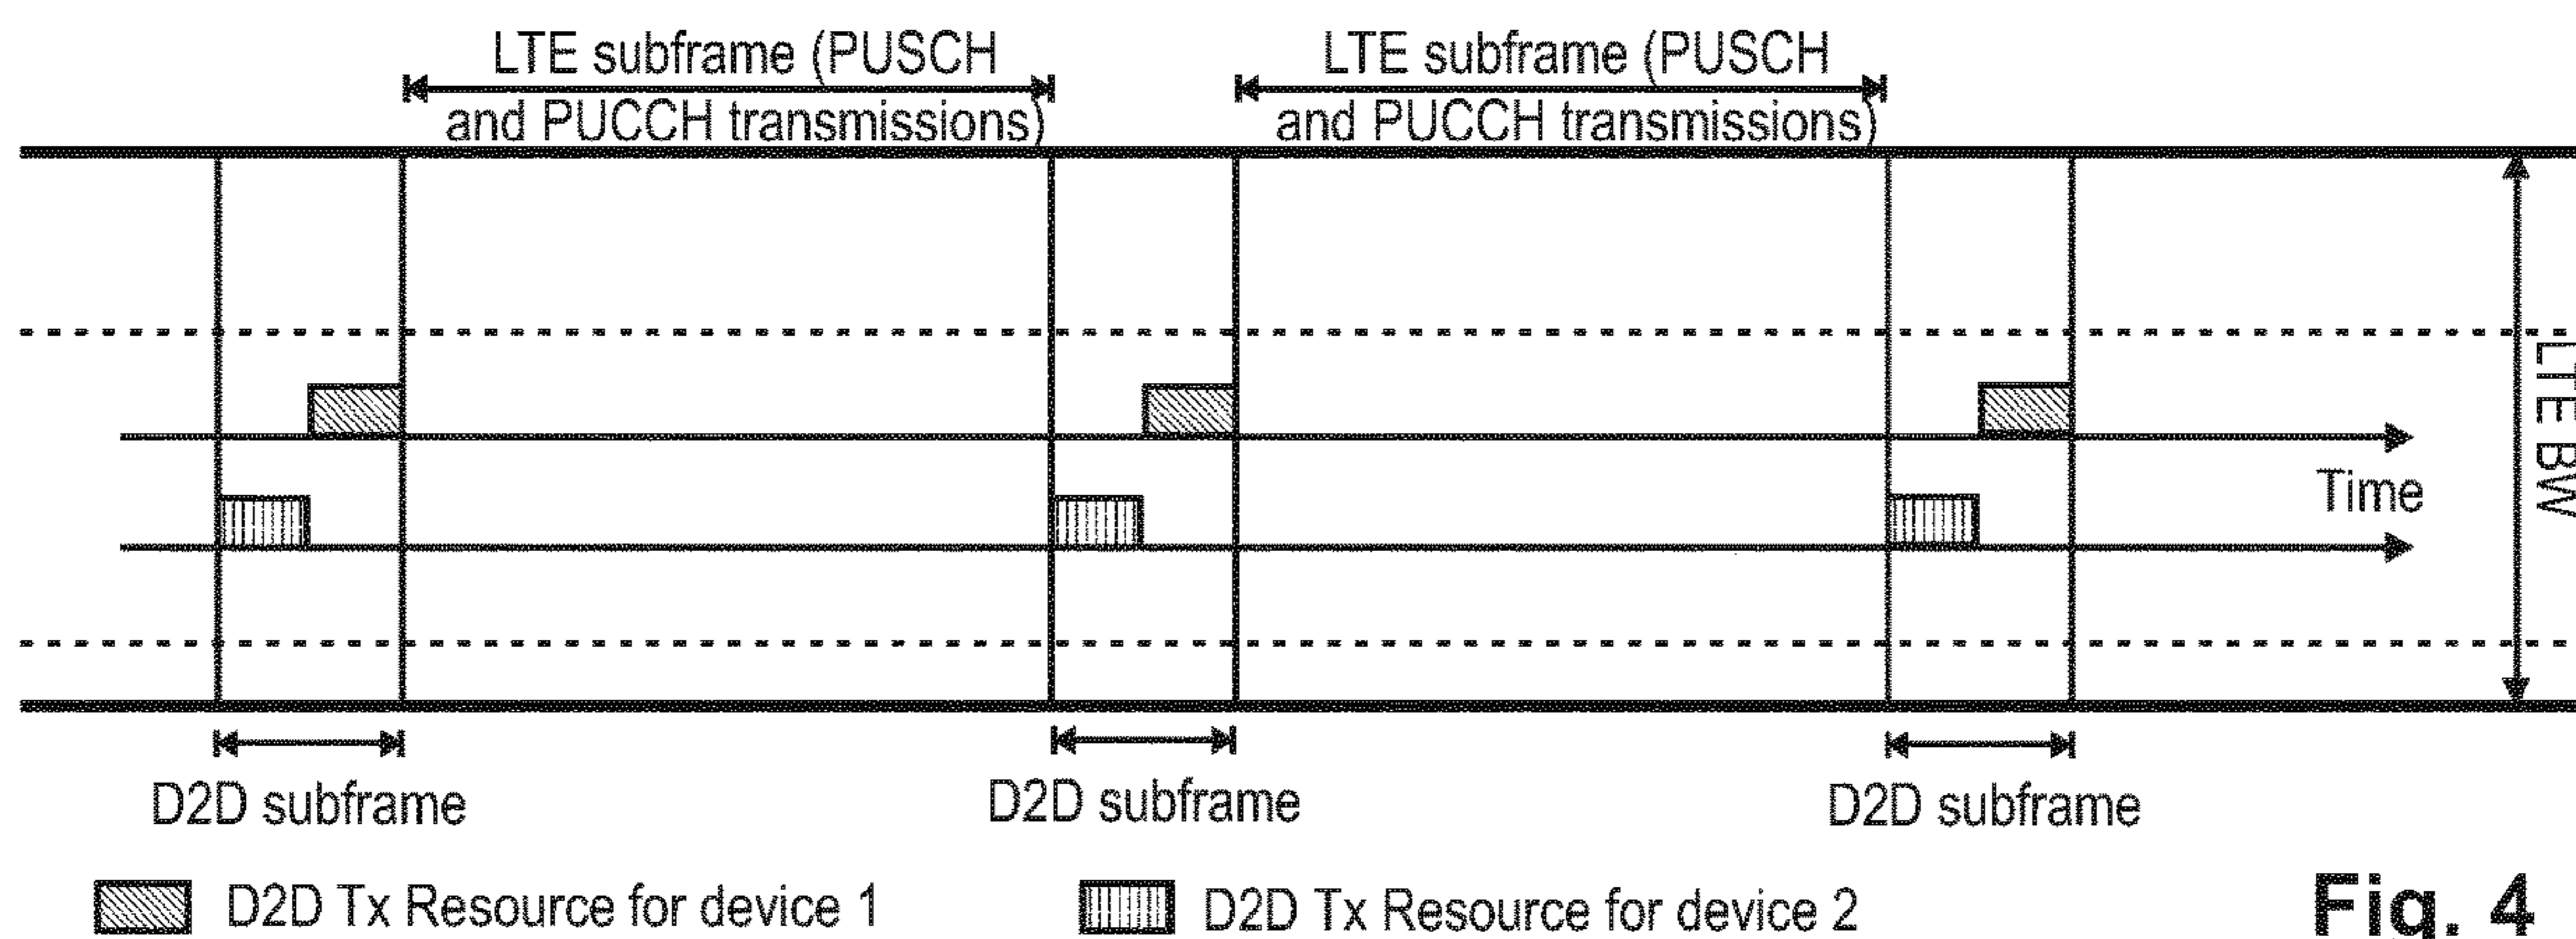 LTE subframe (PUSCH
and PUCCH transmissions)
LTE subframe (PUSCH
and PUCCH transmissions)
Time
LTE BW
D2D subframe
D2D subframe
D2D subframe
D2D Tx Resource for device 1
D2D Tx Resource for device 2
Fig. 4